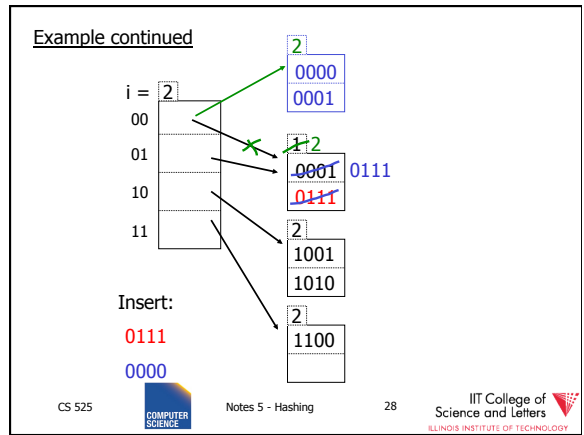 Example continued
i = 2
00
01
10
11
2
0000
0001
1 2
0001 0111
0111
2
1001
1010
2
1100
Insert:
0111
0000
CS 525
COMPUTER
SCIENCE
Notes 5 - Hashing
28
IIT College of
Science and Letters
ILLINOIS INSTITUTE OF TECHNOLOGY